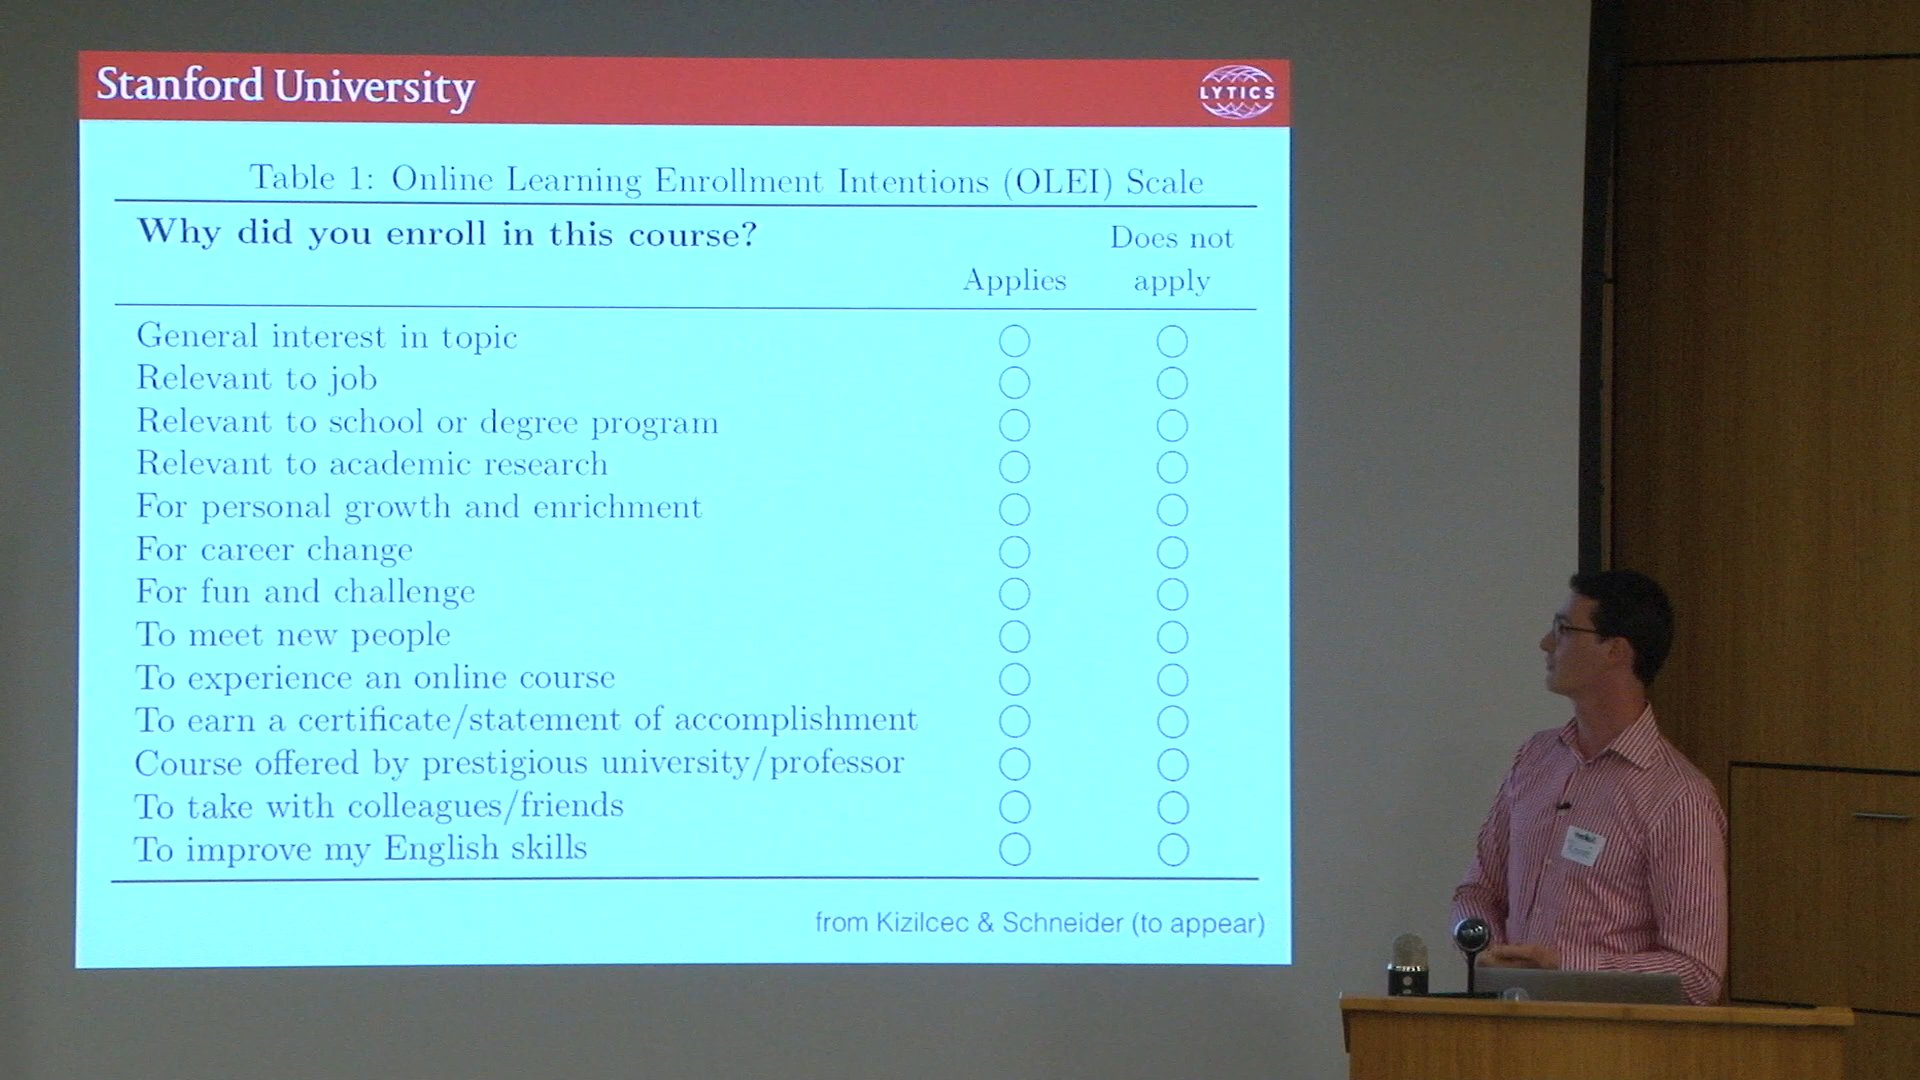 Stanford University
LYTICS
Table 1: Online Learning Enrollment Intentions (OLEI) Scale
Why did you enroll in this course?
Applies
Does not
apply
General interest in topic
Relevant to job
Relevant to school or degree program
Relevant to academic research
For personal growth and enrichment
For career change
For fun and challenge
To meet new people
To experience an online course
To earn a certificate/statement of accomplishment
Course offered by prestigious university/professor
To take with colleagues/friends
To improve my English skills
from Kizilcec & Schneider (to appear)